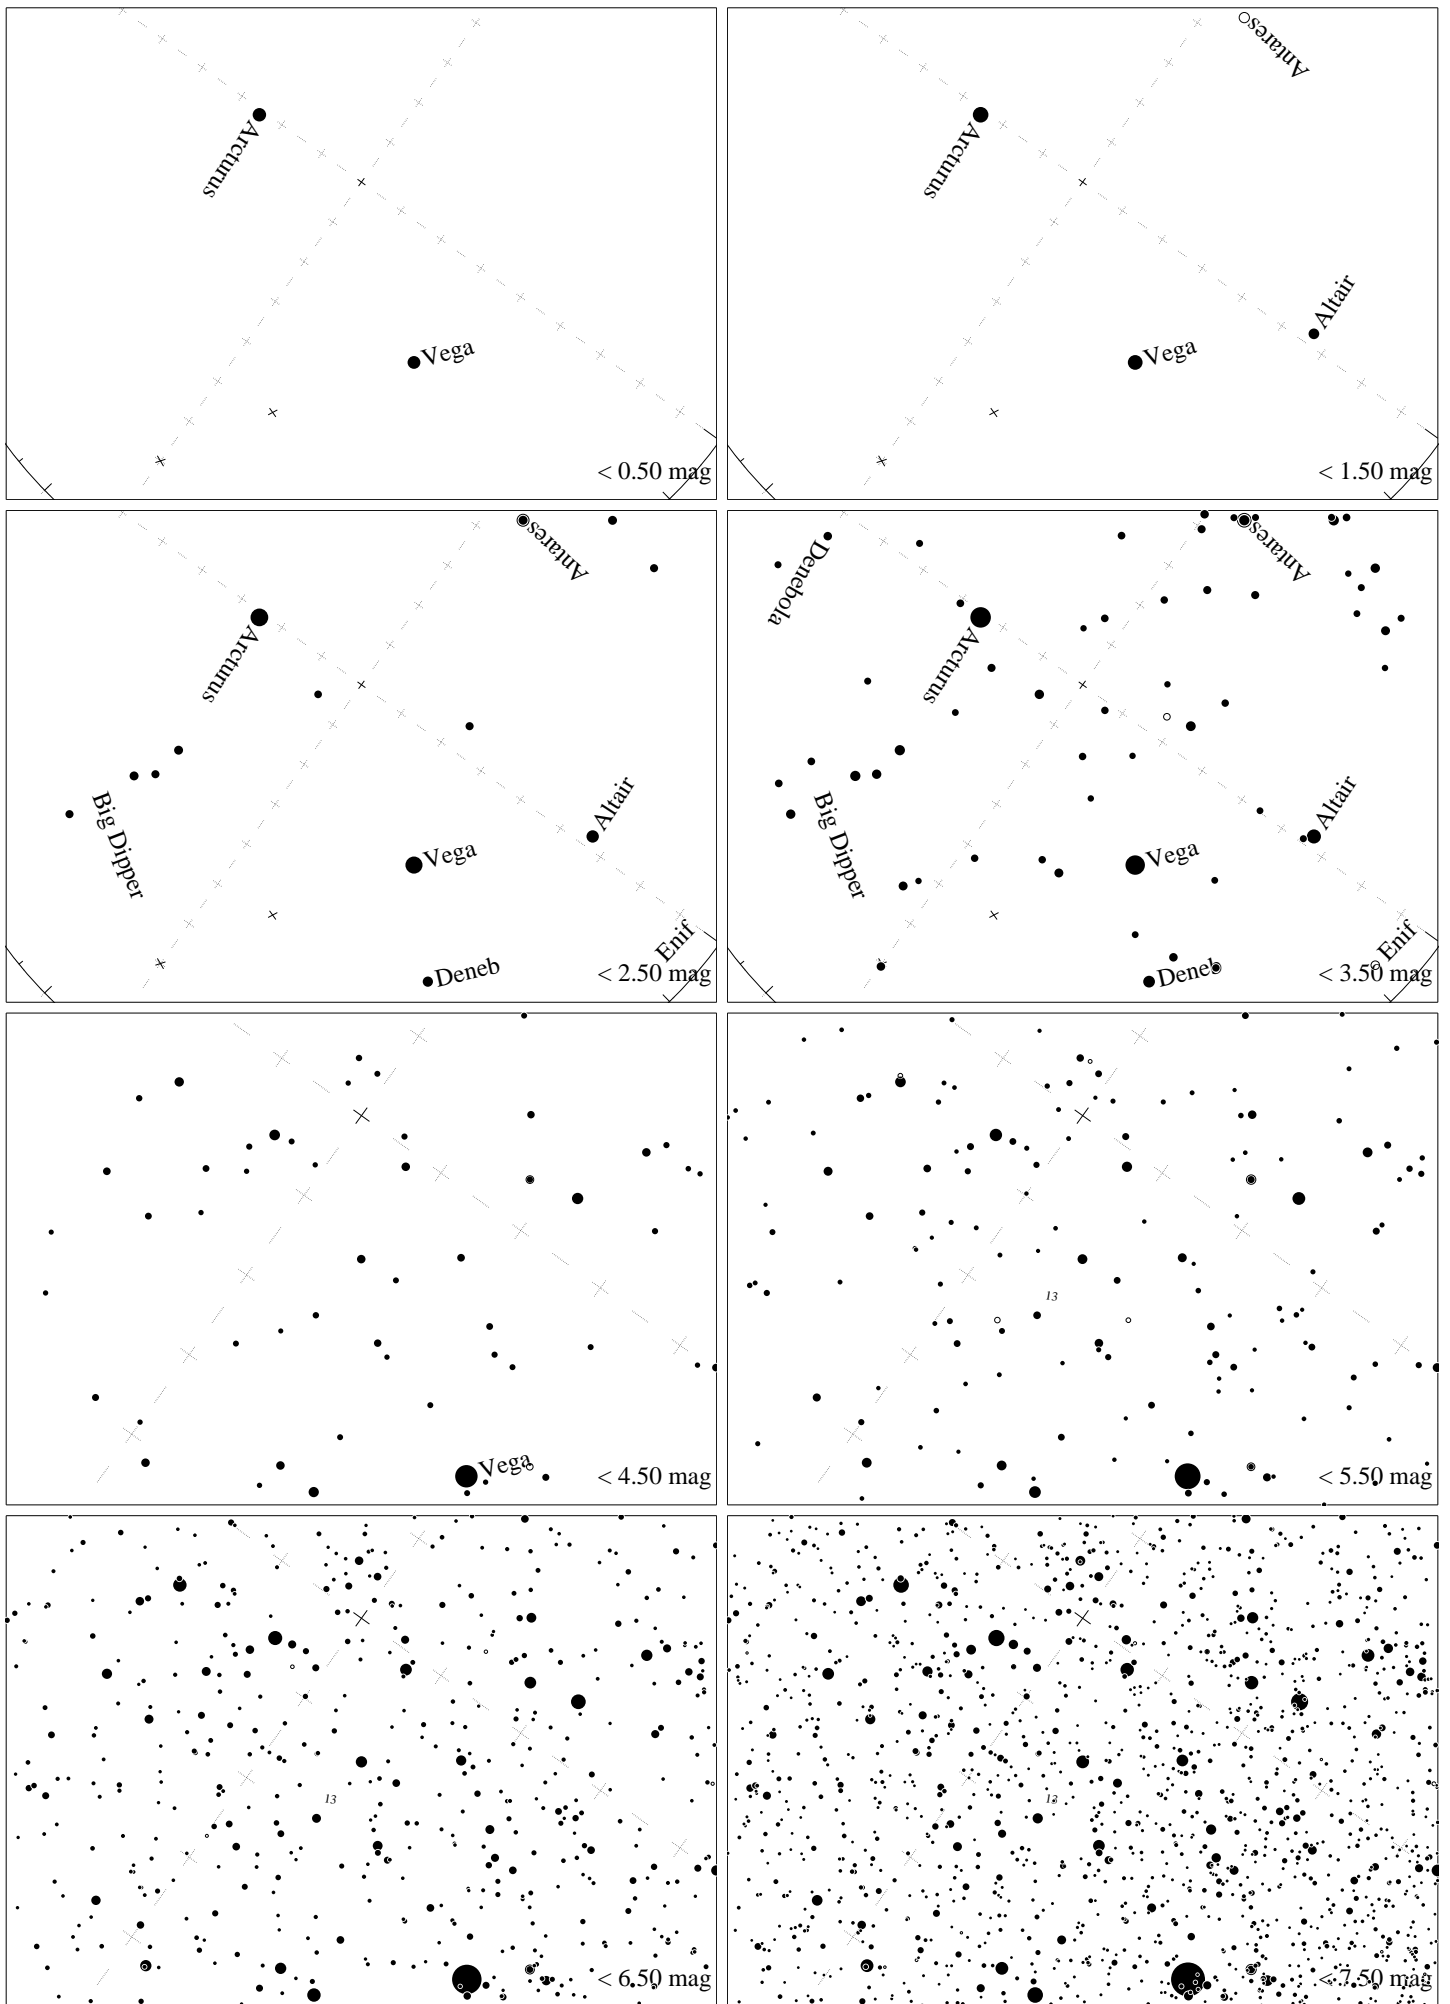 Arcturus
Vega
< 0.50 mag
Antares
Arcturus
Altair
Vega
< 1.50 mag
Antares
Arcturus
Altair
Big Dipper
Vega
Enif
Deneb
< 2.50 mag
Denebola
Antares
Arcturus
Altair
Big Dipper
Vega
Enif
Deneb
< 3.50 mag
Vega
< 4.50 mag
13
< 5.50 mag
13
< 6.50 mag
13
< 7.50 mag